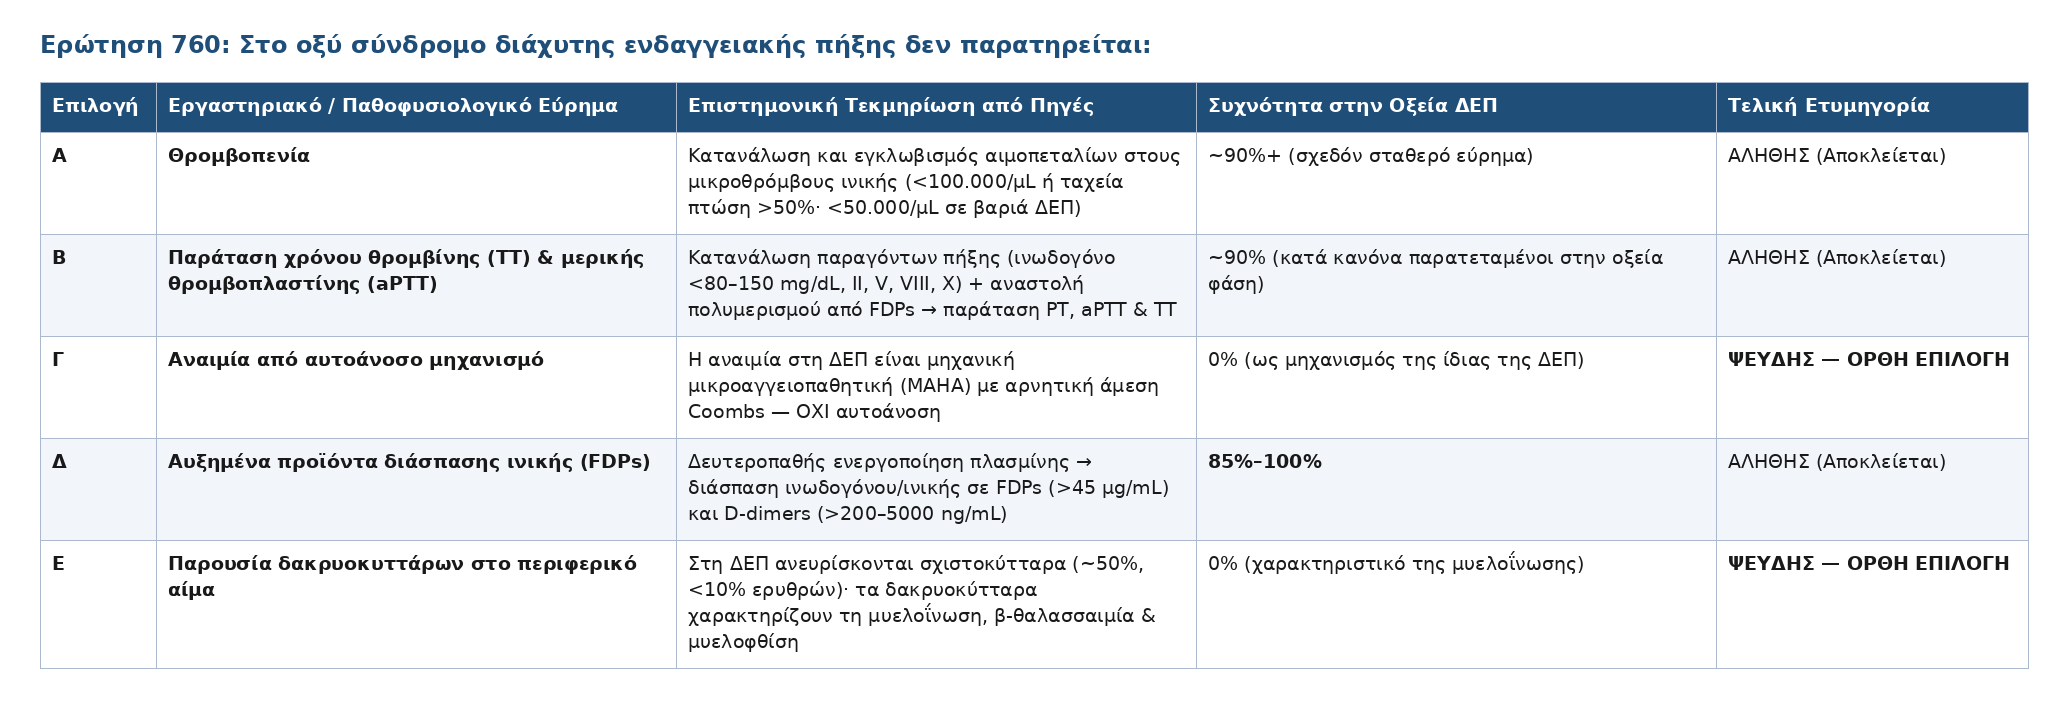 Ερώτηση 760: Στο οξύ σύνδρομο διάχυτης ενδαγγειακής πήξης δεν παρατηρείται:
Επιλογή Εργαστηριακό / Παθοφυσιολογικό Εύρημα Επιστημονική Τεκμηρίωση από Πηγές Συχνότητα στην Οξεία ΔΕΠ Τελική Ετυμηγορία
Α Θρομβοπενία Κατανάλωση και εγκλωβισμός αιμοπεταλίων στους ~90%+ (σχεδόν σταθερό εύρημα) ΑΛΗΘΗΣ (Αποκλείεται)
μικροθρόμβους ινικής (<100.000/μL ή ταχεία
πτώση >50%· <50.000/μL σε βαριά ΔΕΠ)
Β Παράταση χρόνου θρομβίνης (TT) & μερικής Κατανάλωση παραγόντων πήξης (ινωδογόνο ~90% (κατά κανόνα παρατεταμένοι στην οξεία ΑΛΗΘΗΣ (Αποκλείεται)
θρομβοπλαστίνης (aPTT) <80–150 mg/dL, II, V, VIII, X) + αναστολή φάση)
πολυμερισμού από FDPs → παράταση PT, aPTT & TT
Γ Αναιμία από αυτοάνοσο μηχανισμό Η αναιμία στη ΔΕΠ είναι μηχανική 0% (ως μηχανισμός της ίδιας της ΔΕΠ) ΨΕΥΔΗΣ — ΟΡΘΗ ΕΠΙΛΟΓΗ
μικροαγγειοπαθητική (MAHA) με αρνητική άμεση
Coombs — ΟΧΙ αυτοάνοση
Δ Αυξημένα προϊόντα διάσπασης ινικής (FDPs) Δευτεροπαθής ενεργοποίηση πλασμίνης → 85%–100% ΑΛΗΘΗΣ (Αποκλείεται)
διάσπαση ινωδογόνου/ινικής σε FDPs (>45 μg/mL)
και D-dimers (>200–5000 ng/mL)
Ε Παρουσία δακρυοκυττάρων στο περιφερικό Στη ΔΕΠ ανευρίσκονται σχιστοκύτταρα (~50%, 0% (χαρακτηριστικό της μυελοΐνωσης) ΨΕΥΔΗΣ — ΟΡΘΗ ΕΠΙΛΟΓΗ
αίμα <10% ερυθρών)· τα δακρυοκύτταρα
χαρακτηρίζουν τη μυελοΐνωση, β-θαλασσαιμία &
μυελοφθίση